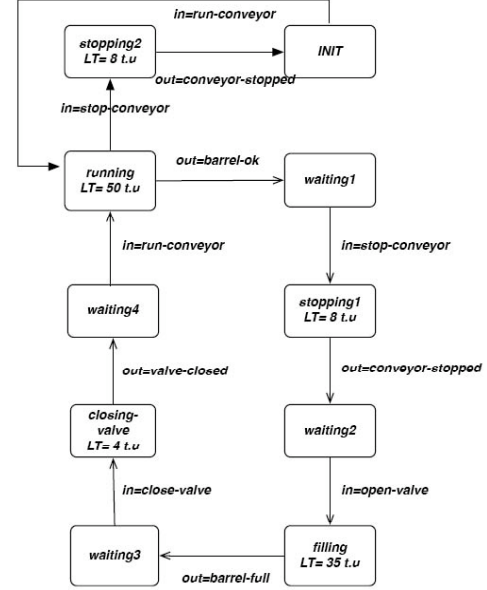 in=run-conveyor
stopping2
LT= 8 t.u
INIT
out=conveyor-stopped
in=stop-conveyor
running
LT= 50 t.u
out=barrel-ok
waiting1
in=run-conveyor
in=stop-conveyor
waiting4
stopping1
LT= 8 t.u
out=valve-closed
out=conveyor-stopped
closing-
valve
LT= 4 t.u
waiting2
in=close-valve
in=open-valve
waiting3
filling
LT= 35 t.u
out=barrel-full